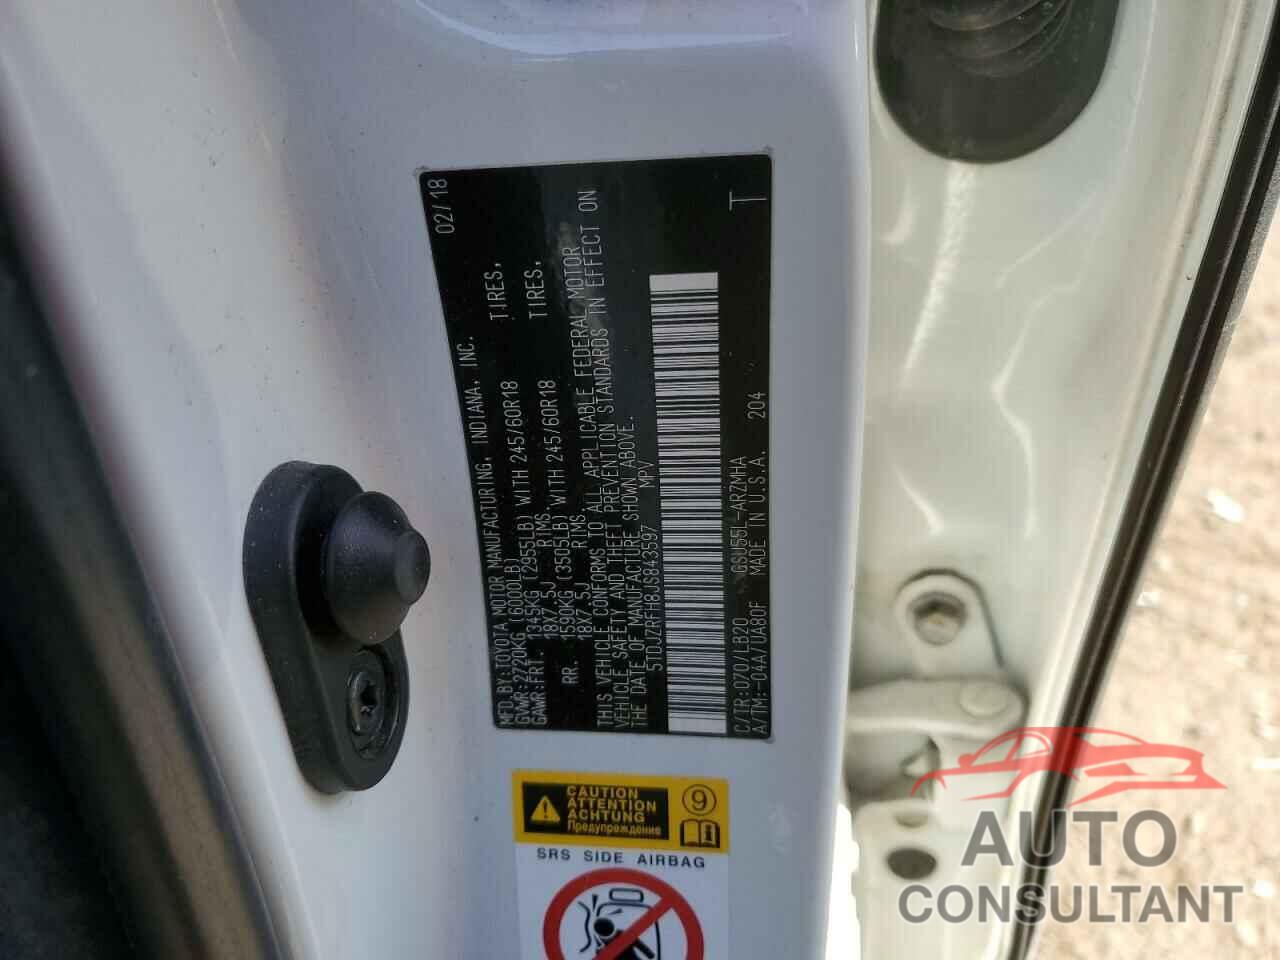 02/18
MFD.BY:TOYOTA MOTOR MANUFACTURING, INDIANA, INC.
GVWR:2720KG(6000LB)
GAWR:FRT. 1345KG (2955LB) WITH 245/60R18 TIRES,
18X7.5J RIMS.
RR. 1590KG (3505LB) WITH 245/60R18 TIRES,
18X7.5J RIMS.
THIS VEHICLE CONFORMS TO ALL APPLICABLE FEDERAL MOTOR
VEHICLE SAFETY AND THEFT PREVENTION STANDARDS IN EFFECT ON
THE DATE OF MANUFACTURE SHOWN ABOVE.
5TDJZRFH8JS843597 MPV
C/TR:070/LB20 GSU55L-ARZMHA
A/TM:-04A/UA80F MADE IN U.S.A. 204
T
CAUTION
ATTENTION
ACHTUNG
Предупреждение
9
SRS SIDE AIRBAG
AUTO
CONSULTANT